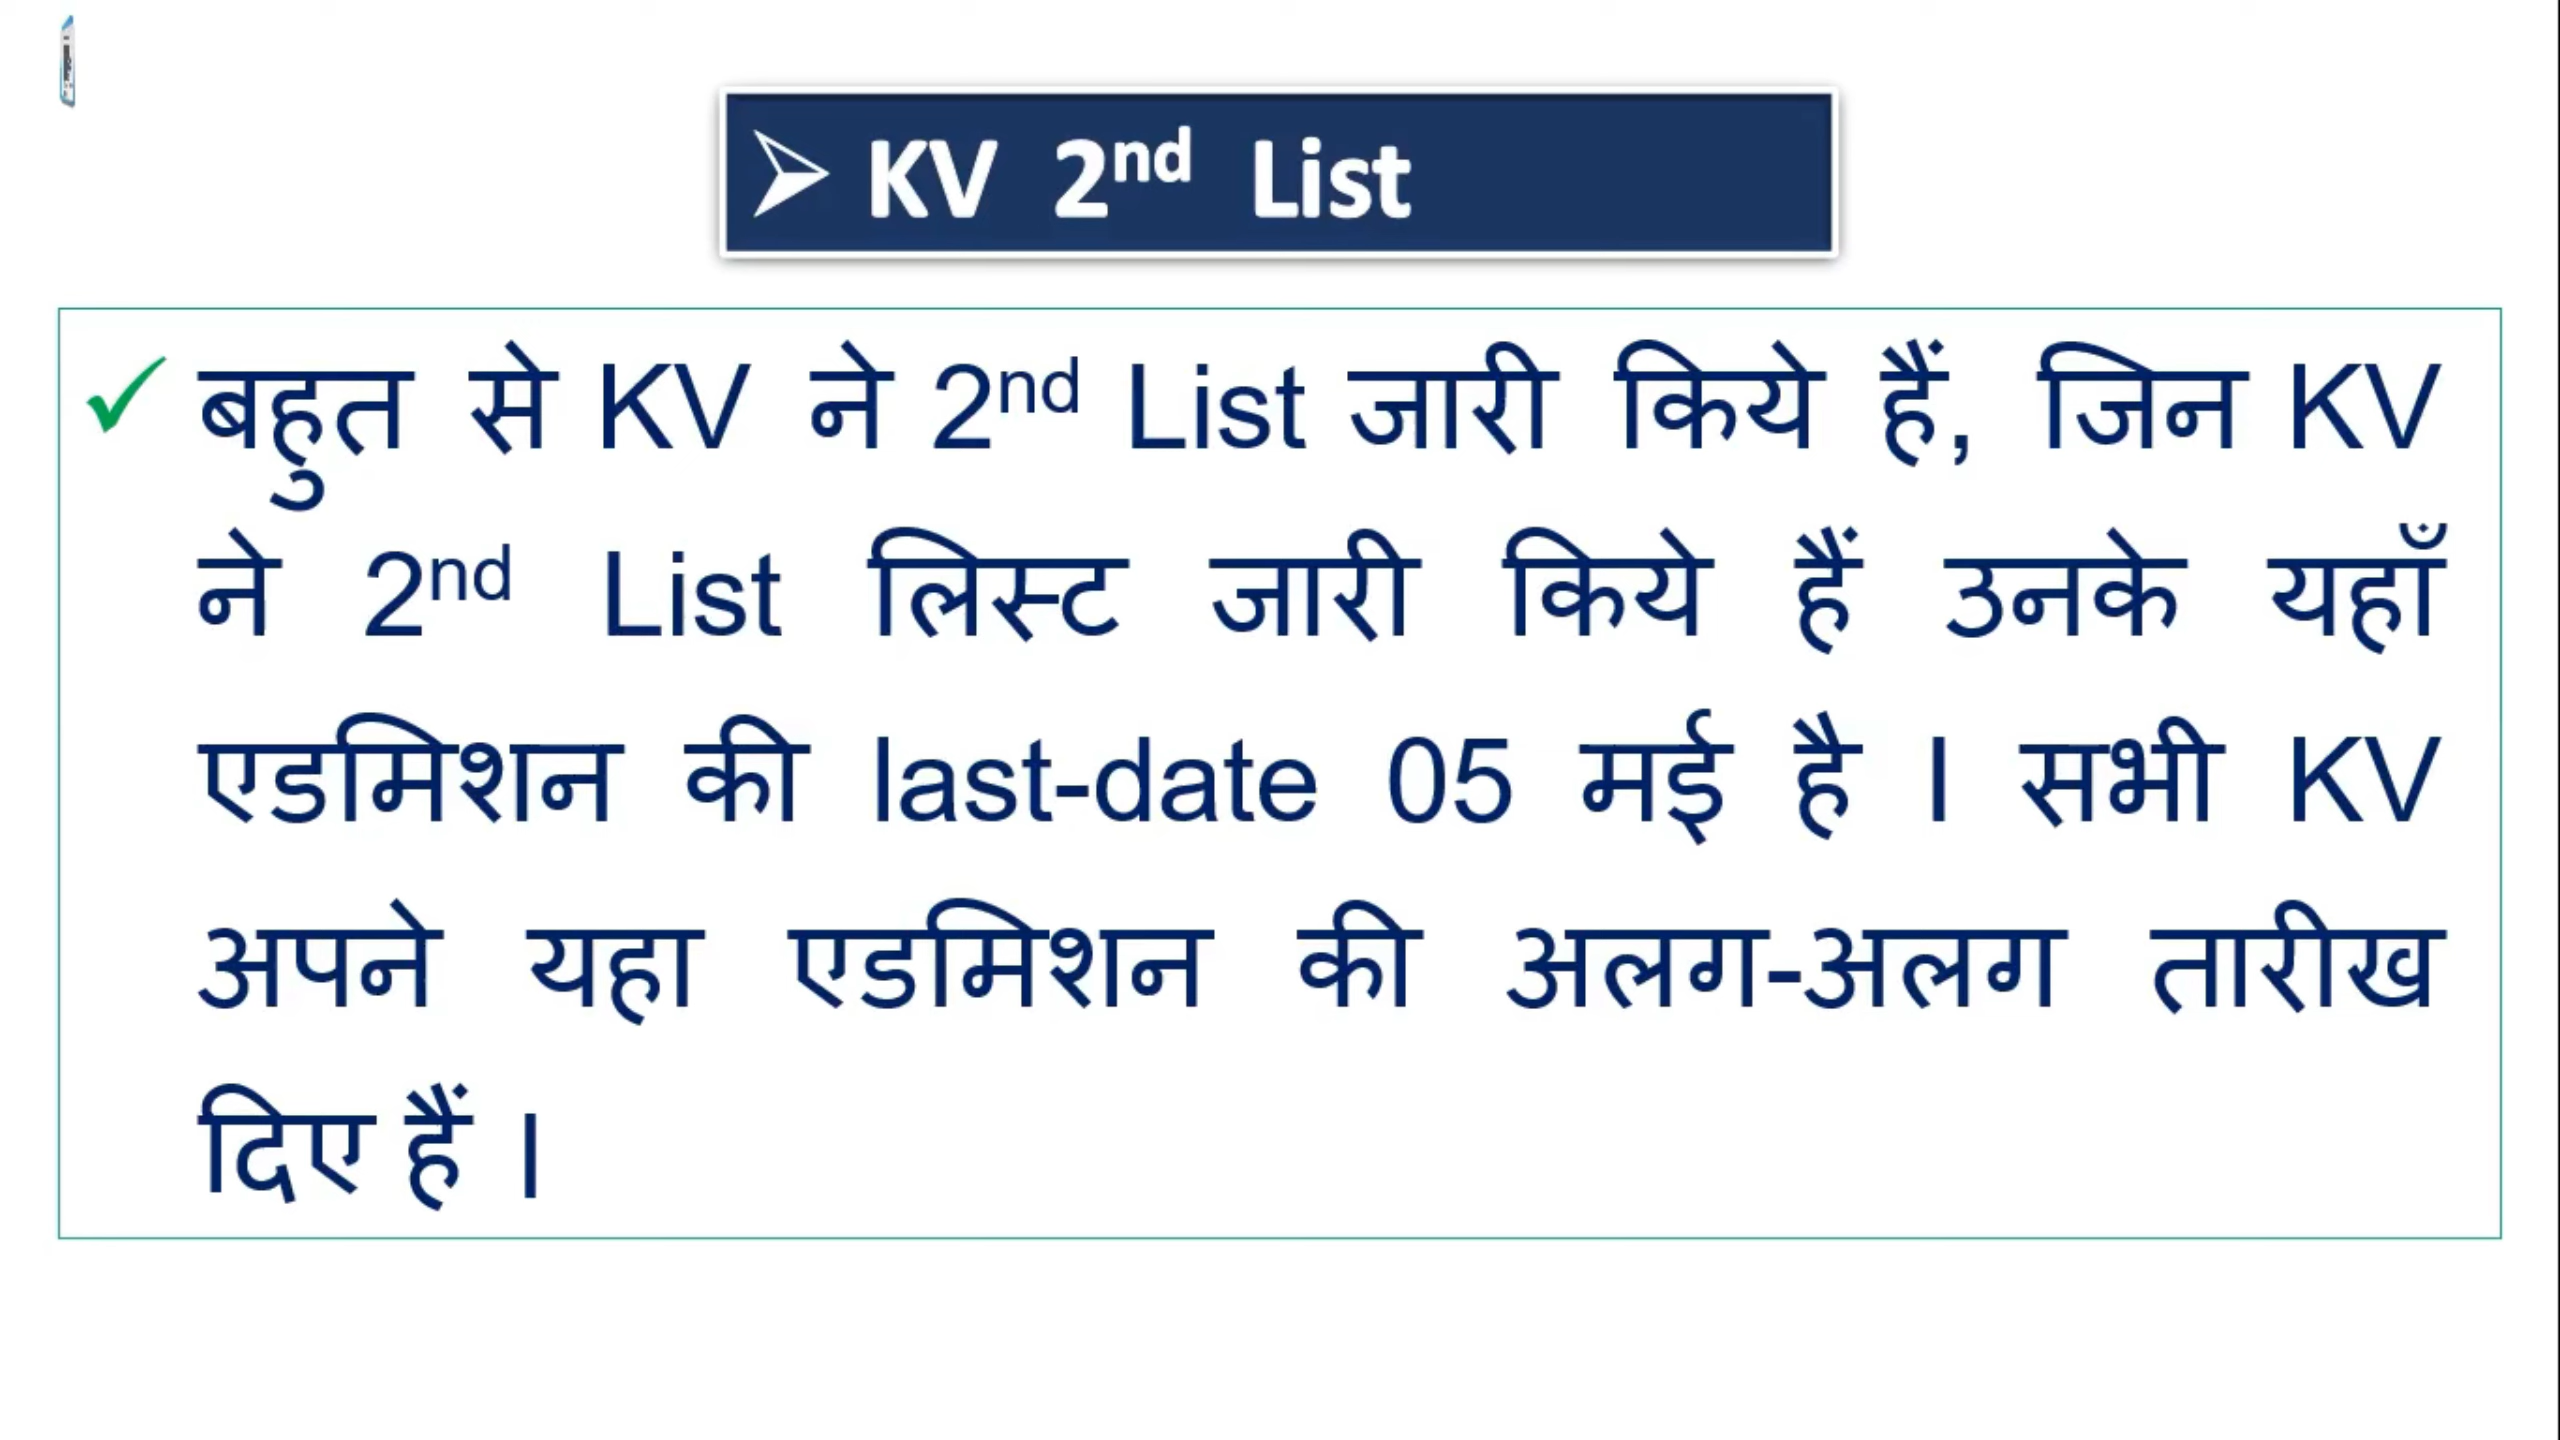 ➢ KV 2nd List
✓ बहुत से KV ने 2nd List जारी किये हैं, जिन KV
ने 2nd List लिस्ट जारी किये हैं उनके यहाँ
एडमिशन की last-date 05 मई है । सभी KV
अपने यहा एडमिशन की अलग-अलग तारीख
दिए हैं ।